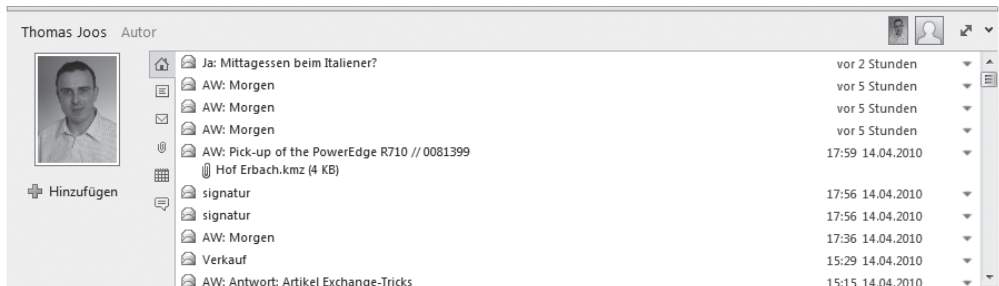 Thomas Joos Autor
Ja: Mittagessen beim Italiener? vor 2 Stunden
AW: Morgen vor 5 Stunden
AW: Morgen vor 5 Stunden
AW: Morgen vor 5 Stunden
AW: Pick-up of the PowerEdge R710 // 0081399 17:59 14.04.2010
Hof Erbach.kmz (4 KB)
Hinzufügen
signatur 17:56 14.04.2010
signatur 17:56 14.04.2010
AW: Morgen 17:36 14.04.2010
Verkauf 15:29 14.04.2010
AW: Antwort: Artikel Exchange-Tricks 15:15 14.04.2010